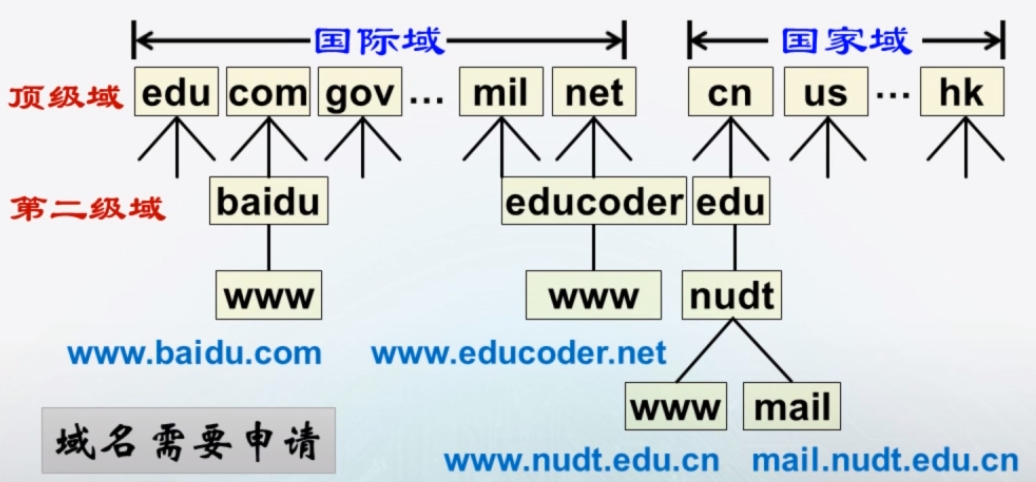 国际域 国家域
顶级域 edu com gov ... mil net cn us ... hk
第二级域 baidu educoder edu
www www nudt
www.baidu.com www.educoder.net
www mail
域名需要申请
www.nudt.edu.cn mail.nudt.edu.cn